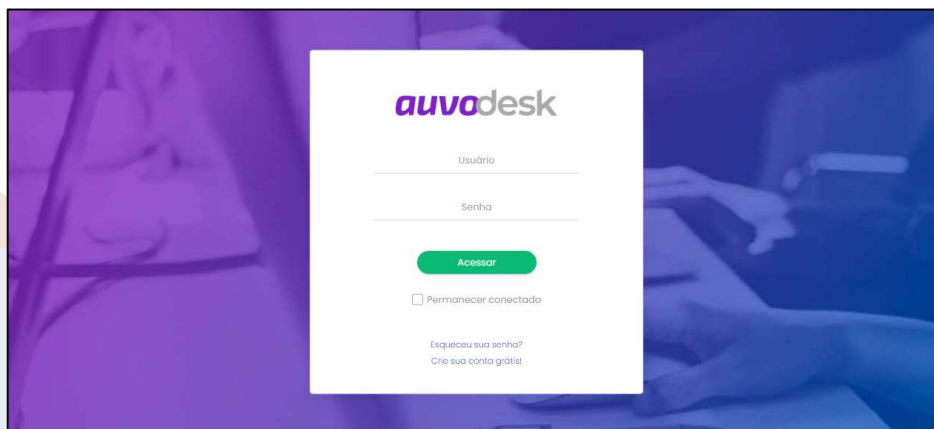 auvodesk
Usuário
Senha
Acessar
Permanecer conectado
Esqueceu sua senha?
Crie sua conta grátis!